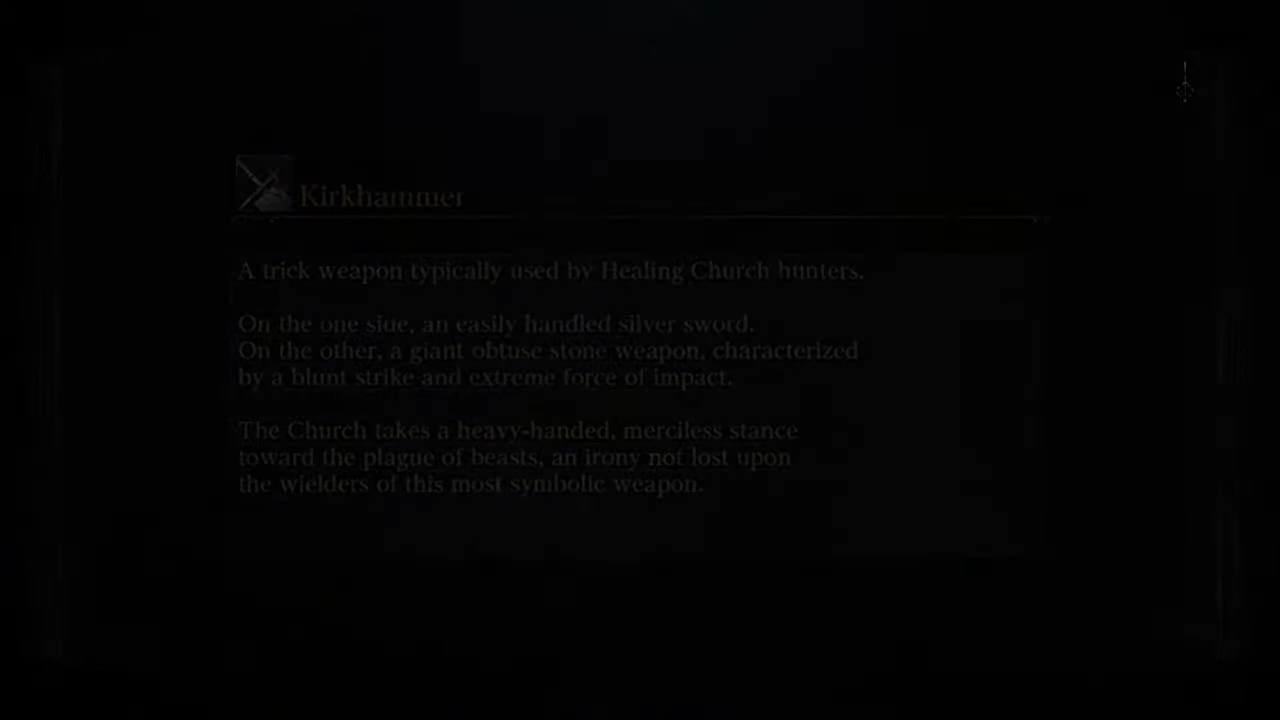 Kirkhammer
A trick weapon typically used by Healing Church hunters.
On the one side, an easily handled silver sword.
On the other, a giant obtuse stone weapon, characterized
by a blunt strike and extreme force of impact.
The Church takes a heavy-handed, merciless stance
toward the plague of beasts, an irony not lost upon
the wielders of this most symbolic weapon.